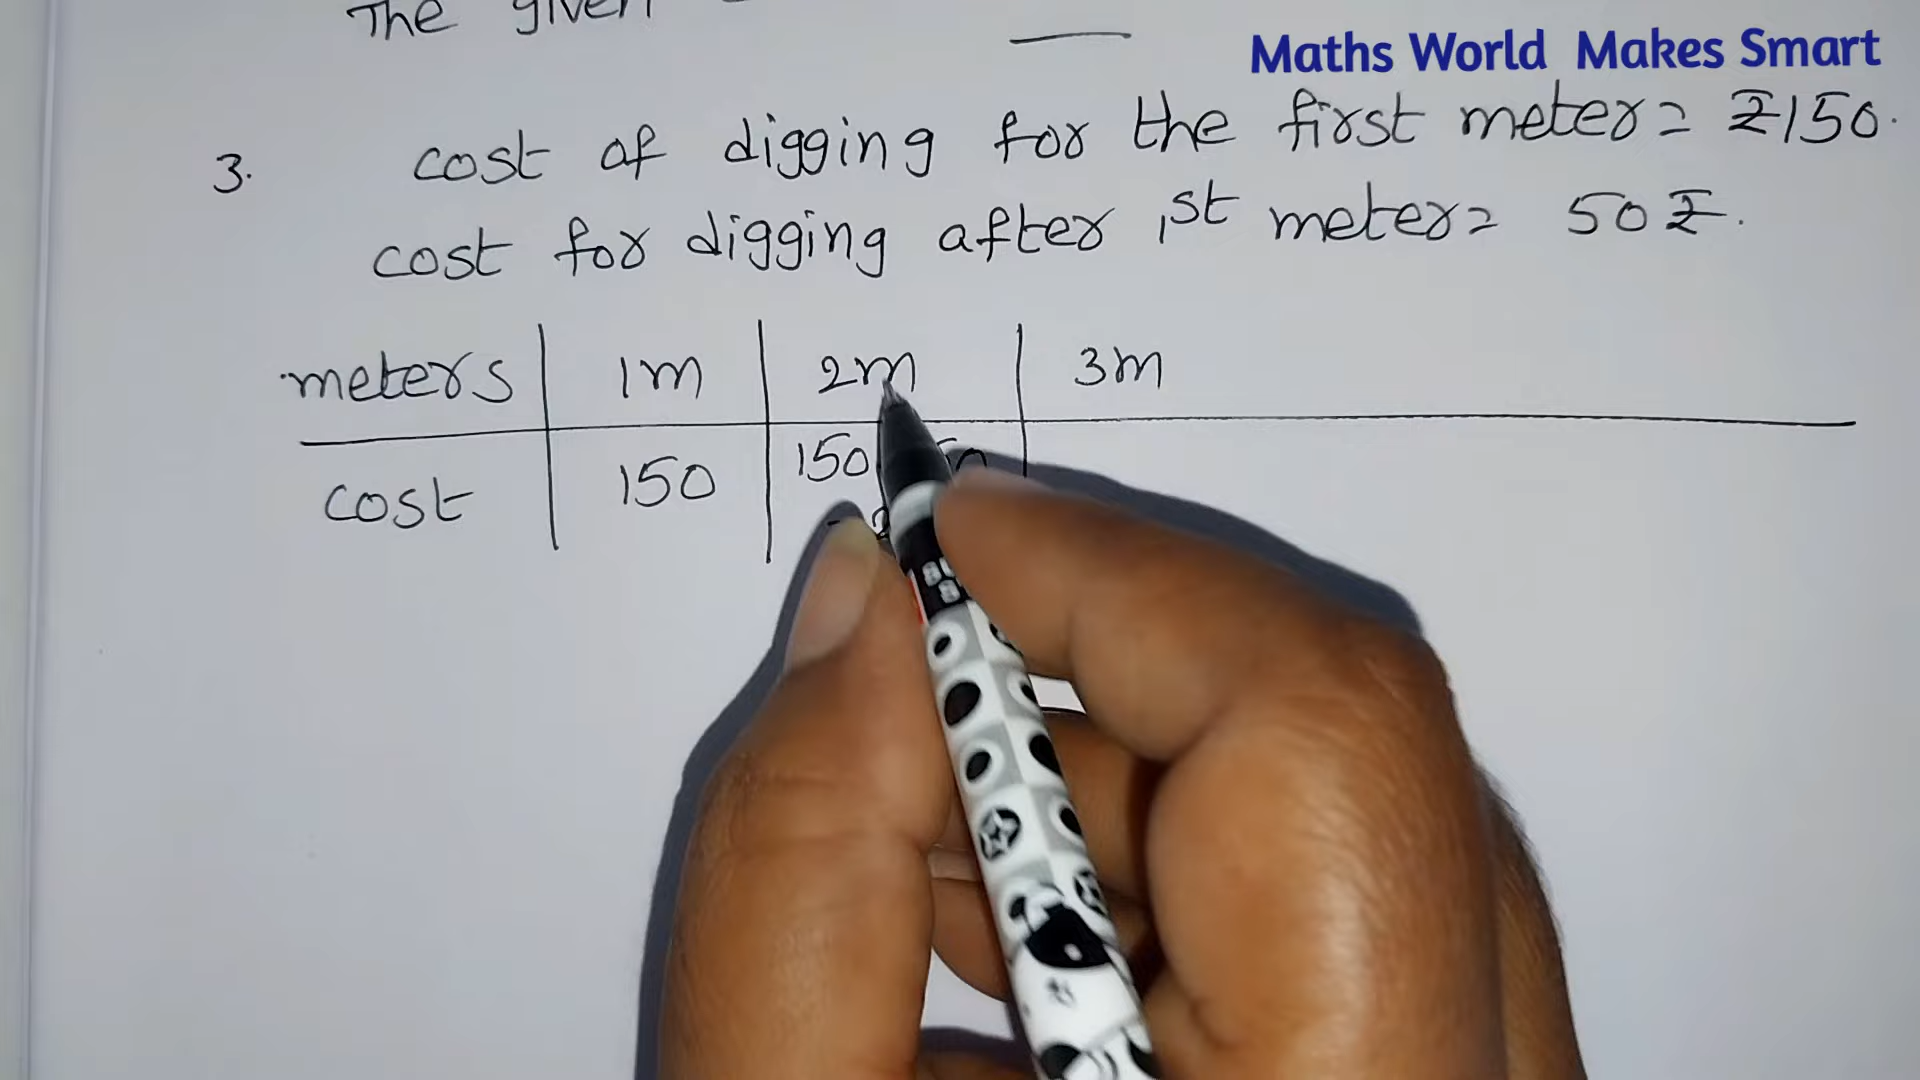 The given
Maths World Makes Smart
3. cost of digging for the first meter = ₹150.
cost for digging after 1st meter = 50₹.
meters 1m 2m 3m
cost 150 150